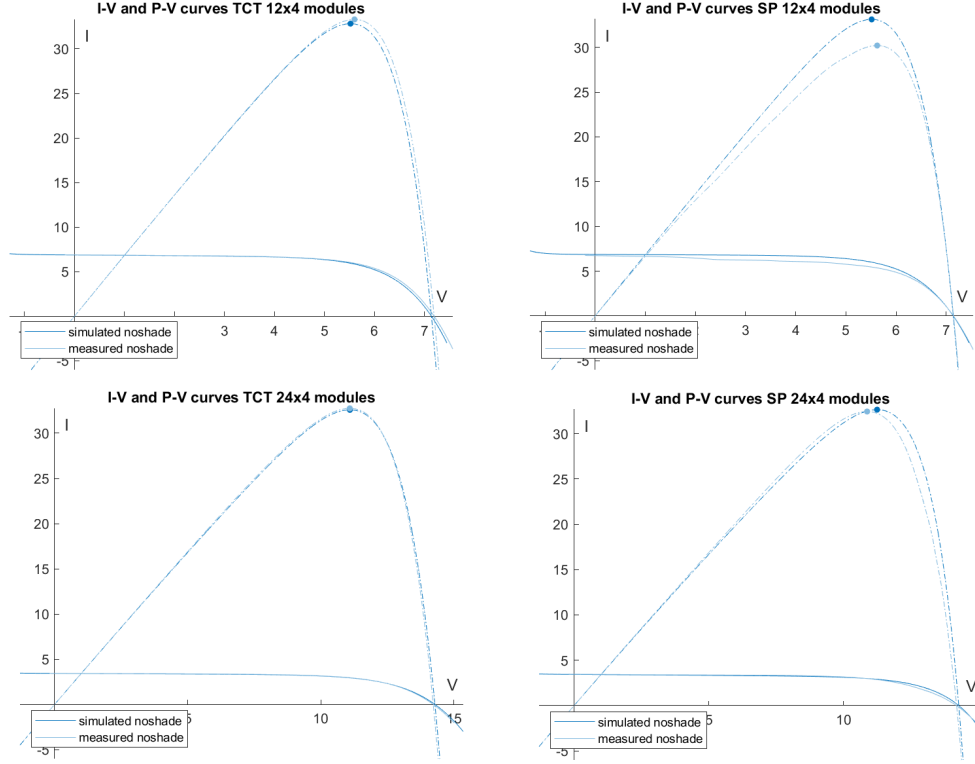 I-V and P-V curves TCT 12x4 modules
I
30
25
20
15
10
5
V
3 4 5 6 7
simulated noshade
measured noshade
-5
I-V and P-V curves SP 12x4 modules
I
30
25
20
15
10
5
V
3 4 5 6 7
simulated noshade
measured noshade
-5
I-V and P-V curves TCT 24x4 modules
I
30
25
20
15
10
5
V
5 10 15
simulated noshade
measured noshade
-5
I-V and P-V curves SP 24x4 modules
I
30
25
20
15
10
5
V
5 10
simulated noshade
measured noshade
-5